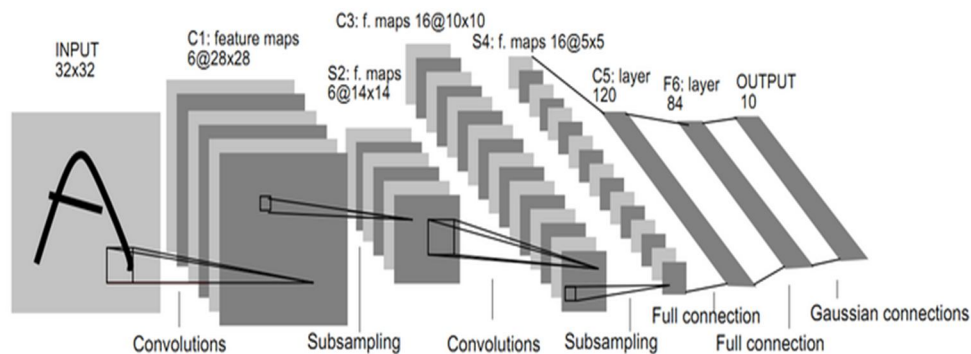 INPUT
32x32
C1: feature maps
6@28x28
S2: f. maps
6@14x14
C3: f. maps 16@10x10
S4: f. maps 16@5x5
C5: layer
120
F6: layer
84
OUTPUT
10
Convolutions
Subsampling
Convolutions
Subsampling
Full connection
Full connection
Gaussian connections
A